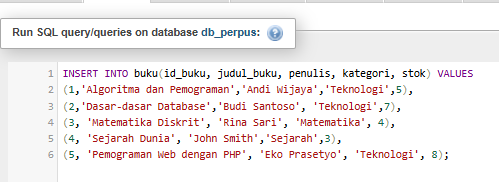 Run SQL query/queries on database db_perpus:
1 INSERT INTO buku(id_buku, judul_buku, penulis, kategori, stok) VALUES
2 (1,'Algoritma dan Pemograman','Andi Wijaya','Teknologi',5),
3 (2,'Dasar-dasar Database','Budi Santoso', 'Teknologi',7),
4 (3, 'Matematika Diskrit', 'Rina Sari', 'Matematika', 4),
5 (4, 'Sejarah Dunia', 'John Smith','Sejarah',3),
6 (5, 'Pemograman Web dengan PHP', 'Eko Prasetyo', 'Teknologi', 8);